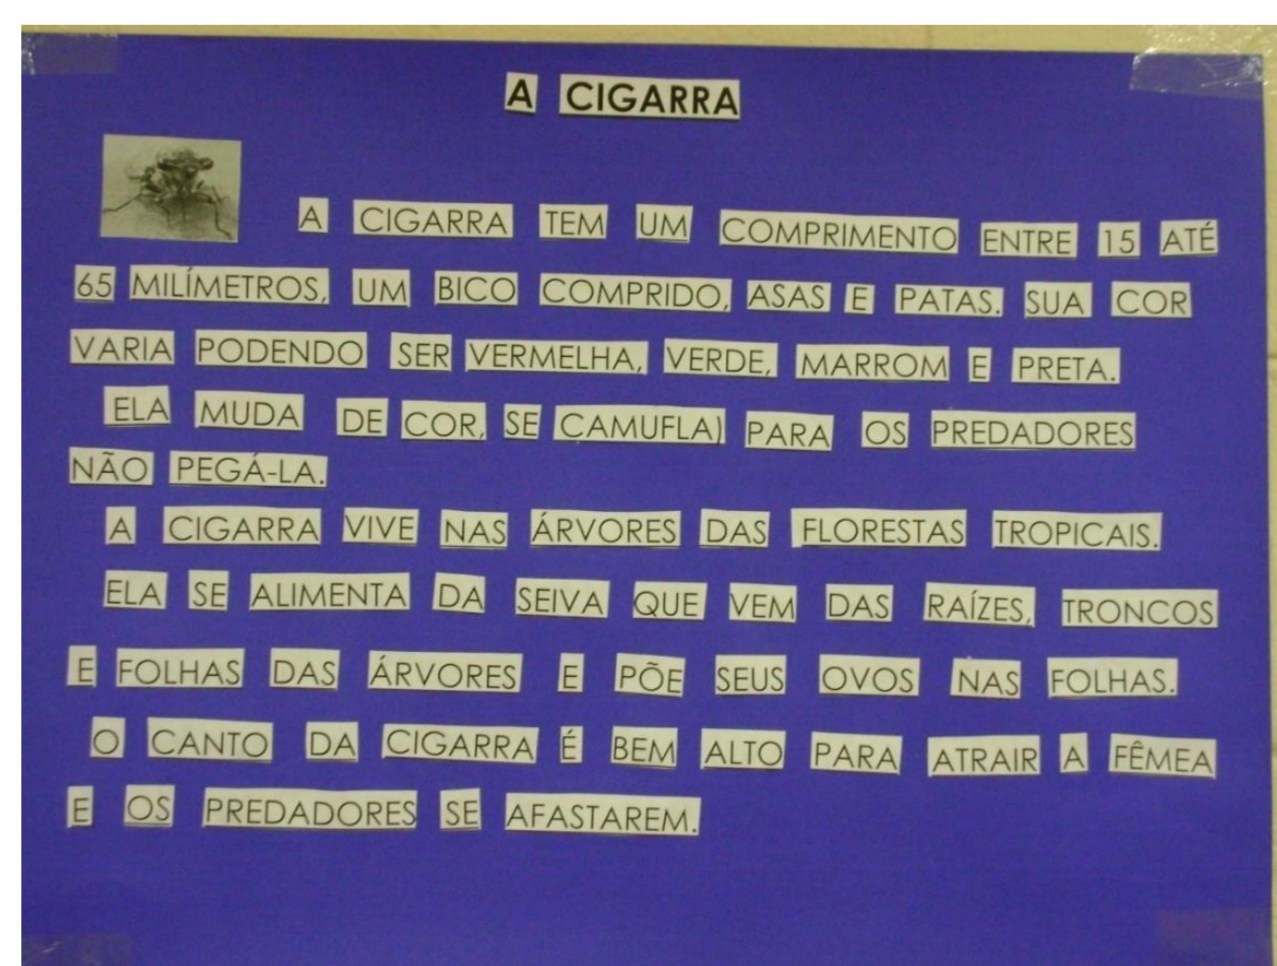 A CIGARRA
A CIGARRA TEM UM COMPRIMENTO ENTRE 15 ATÉ
65 MILÍMETROS, UM BICO COMPRIDO, ASAS E PATAS. SUA COR
VARIA PODENDO SER VERMELHA, VERDE, MARROM E PRETA.
ELA MUDA DE COR, SE CAMUFLA) PARA OS PREDADORES
NÃO PEGÁ-LA.
A CIGARRA VIVE NAS ÁRVORES DAS FLORESTAS TROPICAIS.
ELA SE ALIMENTA DA SEIVA QUE VEM DAS RAÍZES, TRONCOS
E FOLHAS DAS ÁRVORES E PÕE SEUS OVOS NAS FOLHAS.
O CANTO DA CIGARRA É BEM ALTO PARA ATRAIR A FÊMEA
E OS PREDADORES SE AFASTAREM.